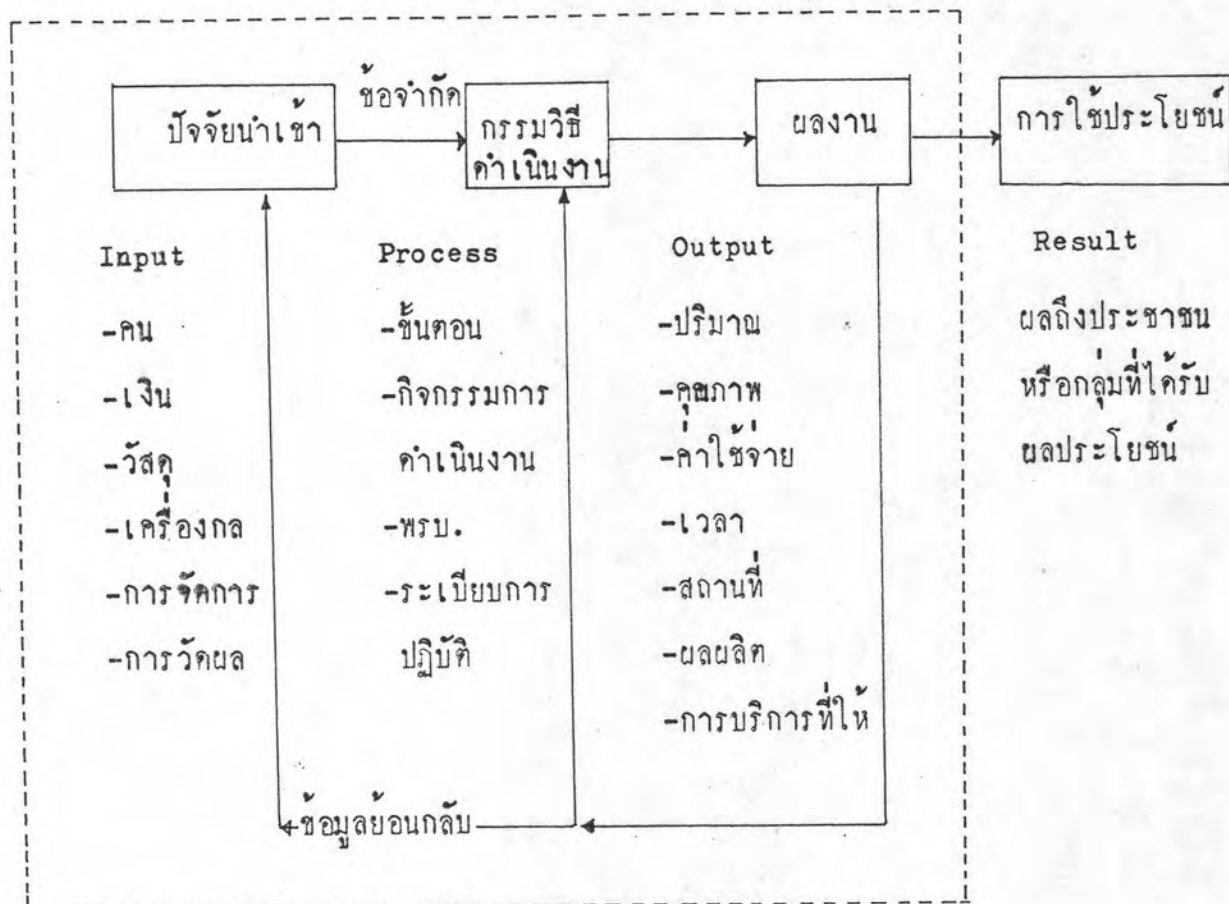 ข้อจำกัด
ปัจจัยนำเข้า
กรรมวิธี
ดำเนินงาน
ผลงาน
การใช้ประโยชน์
Input
-คน
-เงิน
-วัสดุ
-เครื่องกล
-การจัดการ
-การวัดผล
Process
-ขั้นตอน
-กิจกรรมการ
ดำเนินงาน
-พรบ.
-ระเบียบการ
ปฏิบัติ
Output
-ปริมาณ
-คุณภาพ
-ค่าใช้จ่าย
-เวลา
-สถานที่
-ผลผลิต
-การบริการที่ให้
Result
ผลถึงประชาชน
หรือกลุ่มที่ได้รับ
ผลประโยชน์
ข้อมูลย้อนกลับ